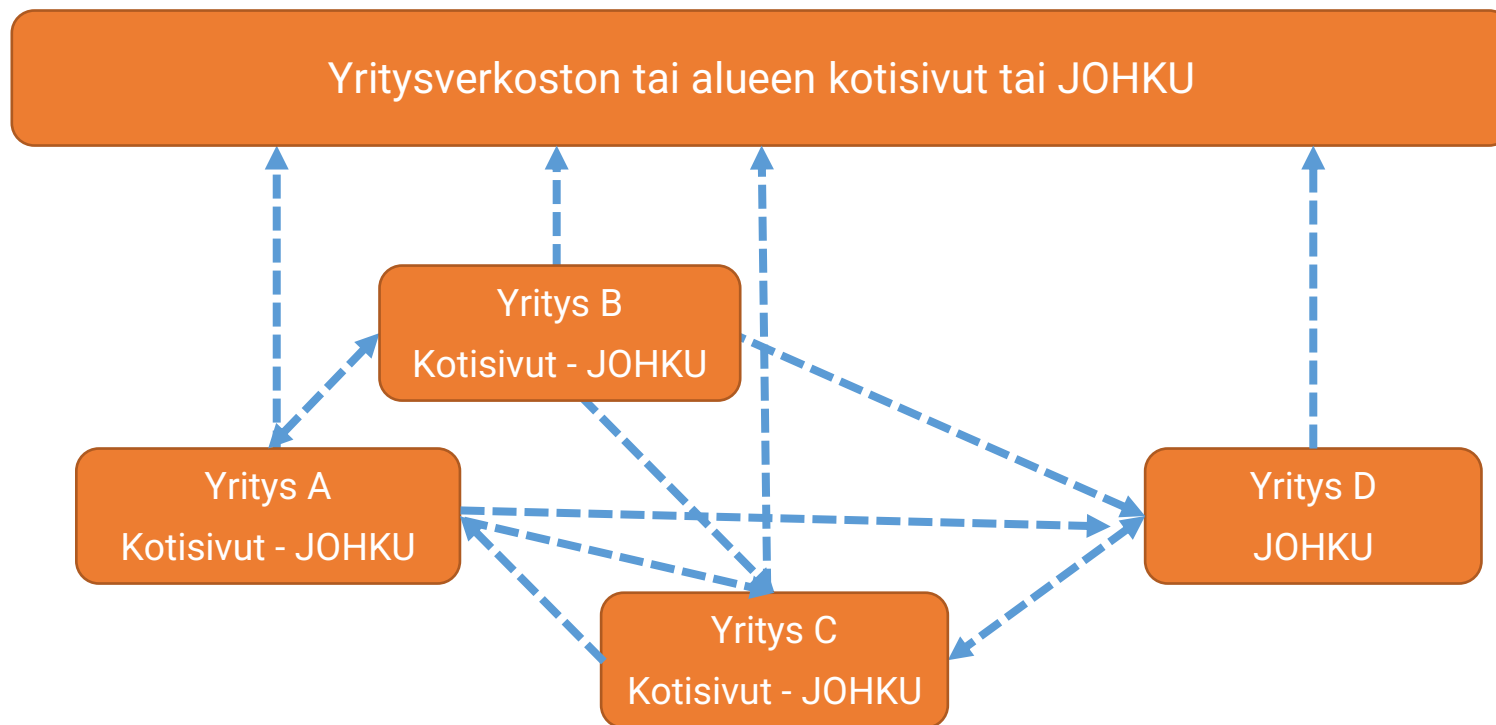 Yritysverkoston tai alueen kotisivut tai JOHKU
Yritys B
Kotisivut - JOHKU
Yritys A
Kotisivut - JOHKU
Yritys D
JOHKU
Yritys C
Kotisivut - JOHKU